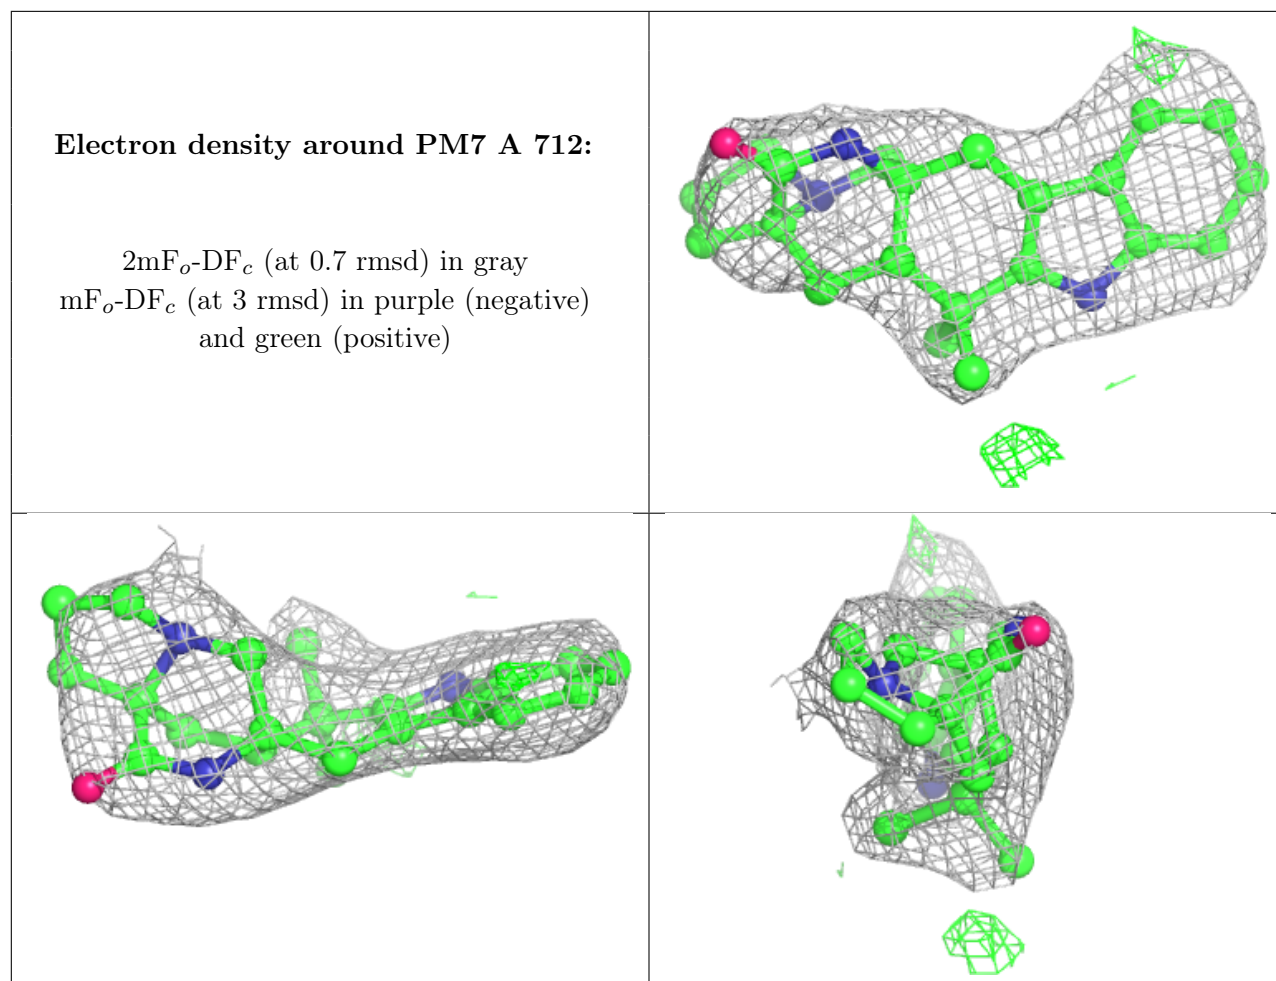 Electron density around PM7 A 712:
2mFo-DFc (at 0.7 rmsd) in gray
mFo-DFc (at 3 rmsd) in purple (negative)
and green (positive)